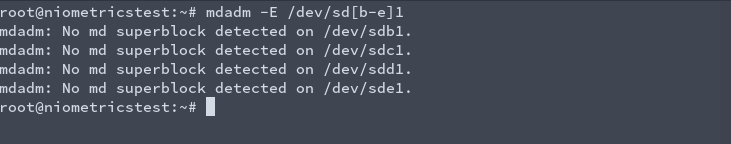 root@niometricstest:~# mdadm -E /dev/sd[b-e]1
mdadm: No md superblock detected on /dev/sdb1.
mdadm: No md superblock detected on /dev/sdc1.
mdadm: No md superblock detected on /dev/sdd1.
mdadm: No md superblock detected on /dev/sde1.
root@niometricstest:~#